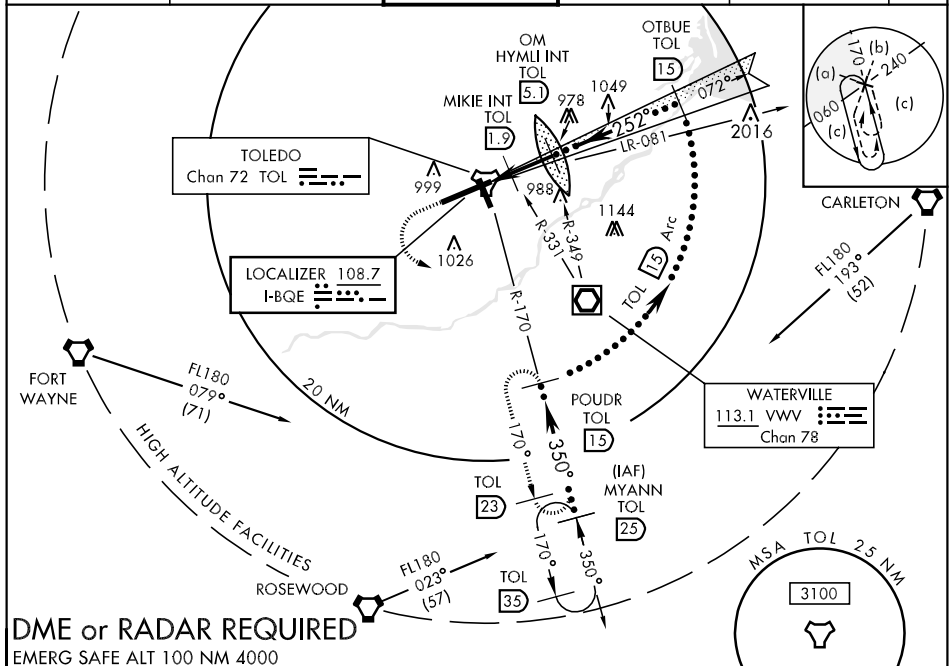 OTBUE
TOL
15
OM
HYMLI INT
TOL
5.1
MIKIE INT
TOL
1.9
978
1049
072°
252°
LR-081
2016
170
(b)
240
(a)
060
(c)
(c)
TOLEDO
Chan 72 TOL
999
988
1144
1026
R-331
R-349
TOL 15 Arc
CARLETON
FL180
193°
(52)
LOCALIZER 108.7
I-BQE
R-170
FORT
WAYNE
FL180
079°
(71)
20 NM
HIGH ALTITUDE FACILITIES
POUDR
TOL
15
WATERVILLE
113.1 VWV
Chan 78
170°
350°
TOL
23
(IAF)
MYANN
TOL
25
170°
350°
TOL
35
ROSEWOOD
FL180
023°
(57)
MSA TOL 25 NM
3100
DME or RADAR REQUIRED
EMERG SAFE ALT 100 NM 4000